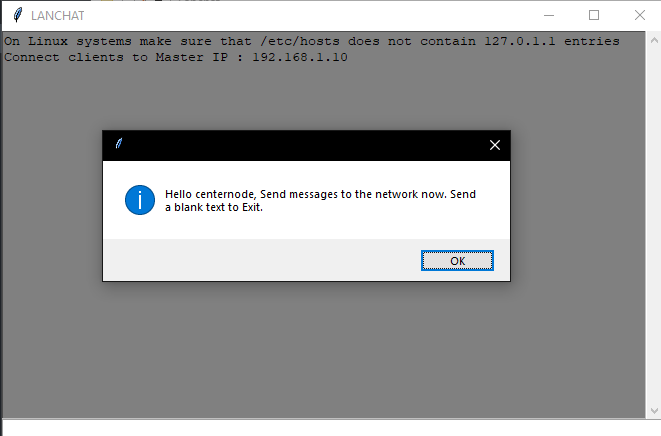 LANCHAT
On Linux systems make sure that /etc/hosts does not contain 127.0.1.1 entries
Connect clients to Master IP : 192.168.1.10
Hello centernode, Send messages to the network now. Send
a blank text to Exit.
OK